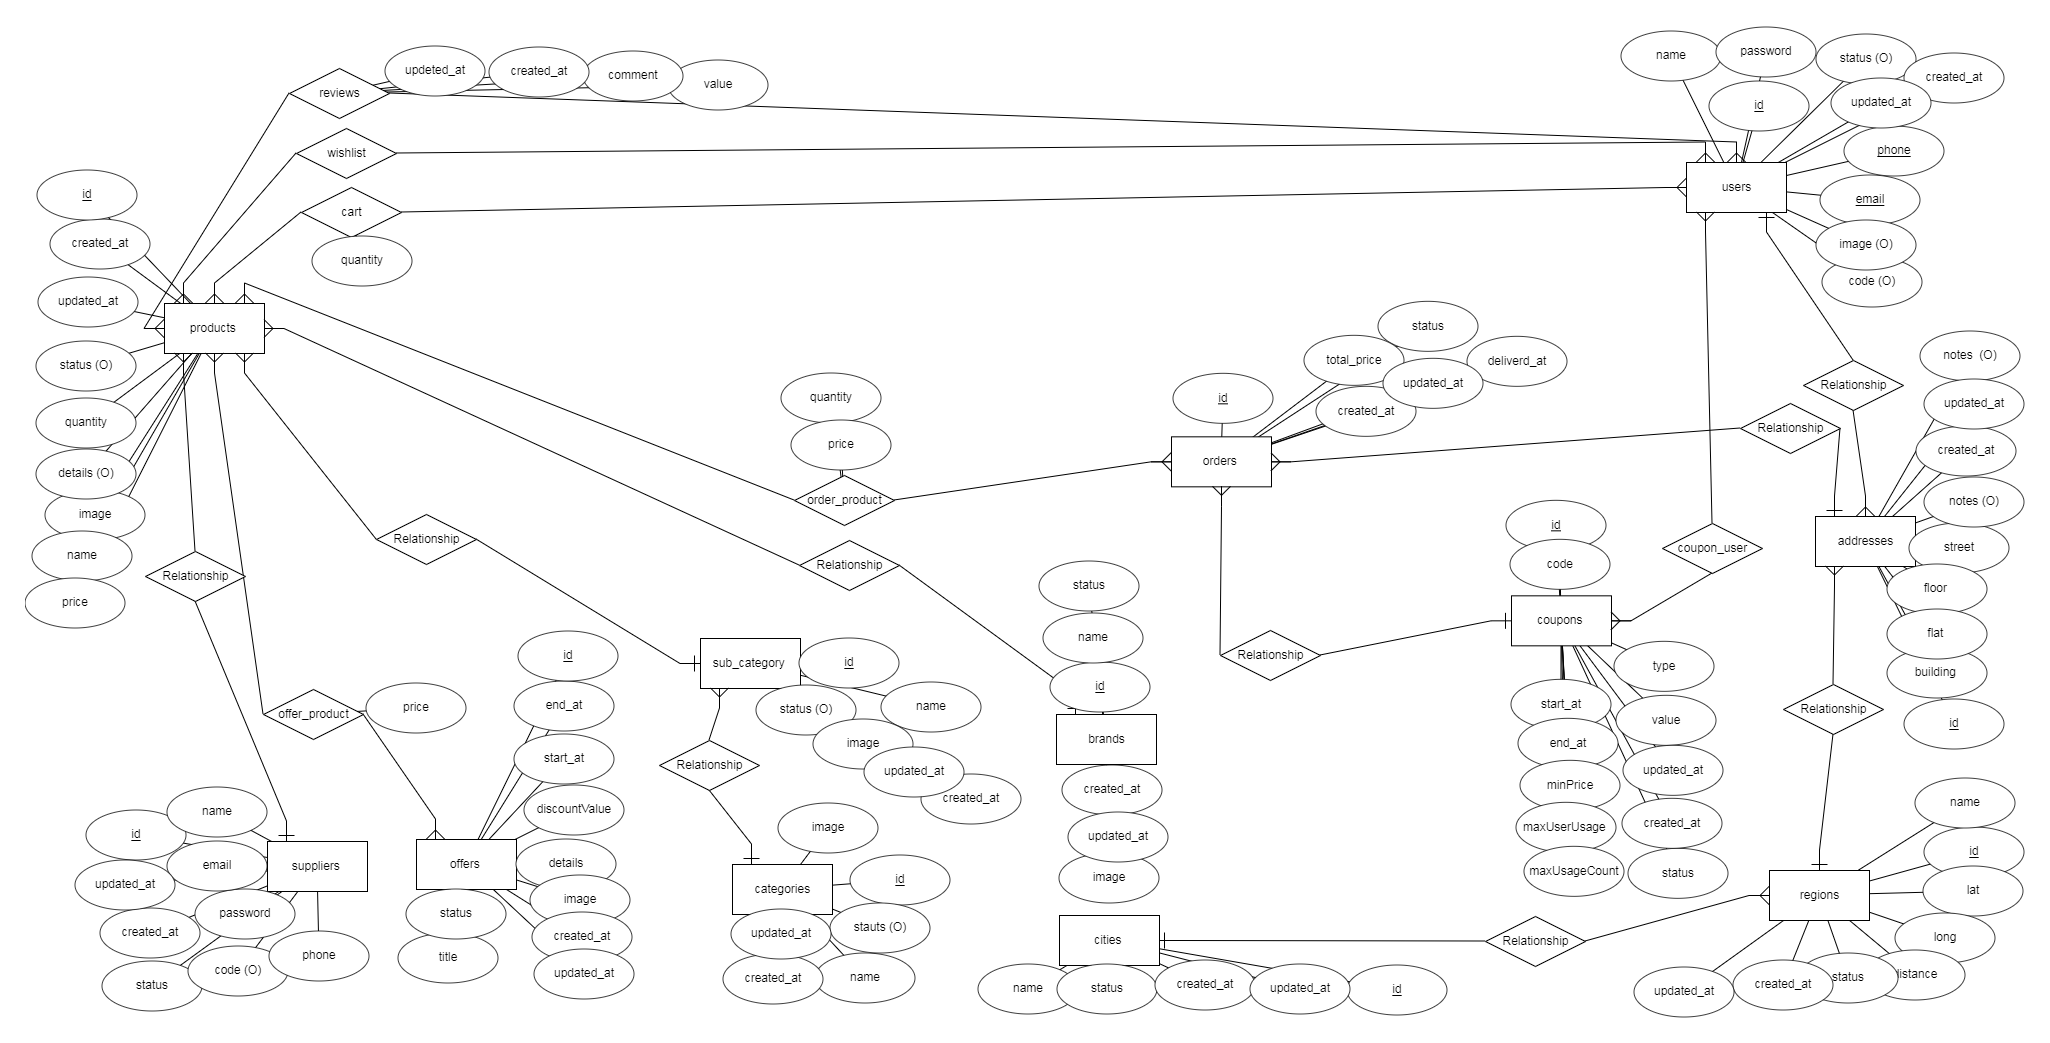 updeted_at
created_at
comment
value
reviews
wishlist
cart
quantity
name
password
status (O)
created_at
id
updated_at
phone
users
email
image (O)
code (O)
id
created_at
updated_at
products
status (O)
quantity
details (O)
image
name
price
Relationship
quantity
price
order_product
id
status
total_price
deliverd_at
updated_at
created_at
orders
Relationship
Relationship
notes  (O)
updated_at
created_at
notes (O)
addresses
street
floor
flat
building
id
Relationship
Relationship
Relationship
id
code
coupon_user
coupons
Relationship
type
start_at
value
end_at
updated_at
minPrice
created_at
maxUserUsage
maxUsageCount
status
status
name
id
brands
created_at
updated_at
image
sub_category
id
status (O)
name
image
updated_at
created_at
Relationship
offer_product
price
id
end_at
start_at
discountValue
offers
details
image
status
created_at
title
updated_at
name
id
email
suppliers
updated_at
password
created_at
phone
code (O)
status
image
categories
id
updated_at
stauts (O)
created_at
name
cities
name
status
created_at
updated_at
id
Relationship
name
id
regions
lat
long
distance
status
created_at
updated_at